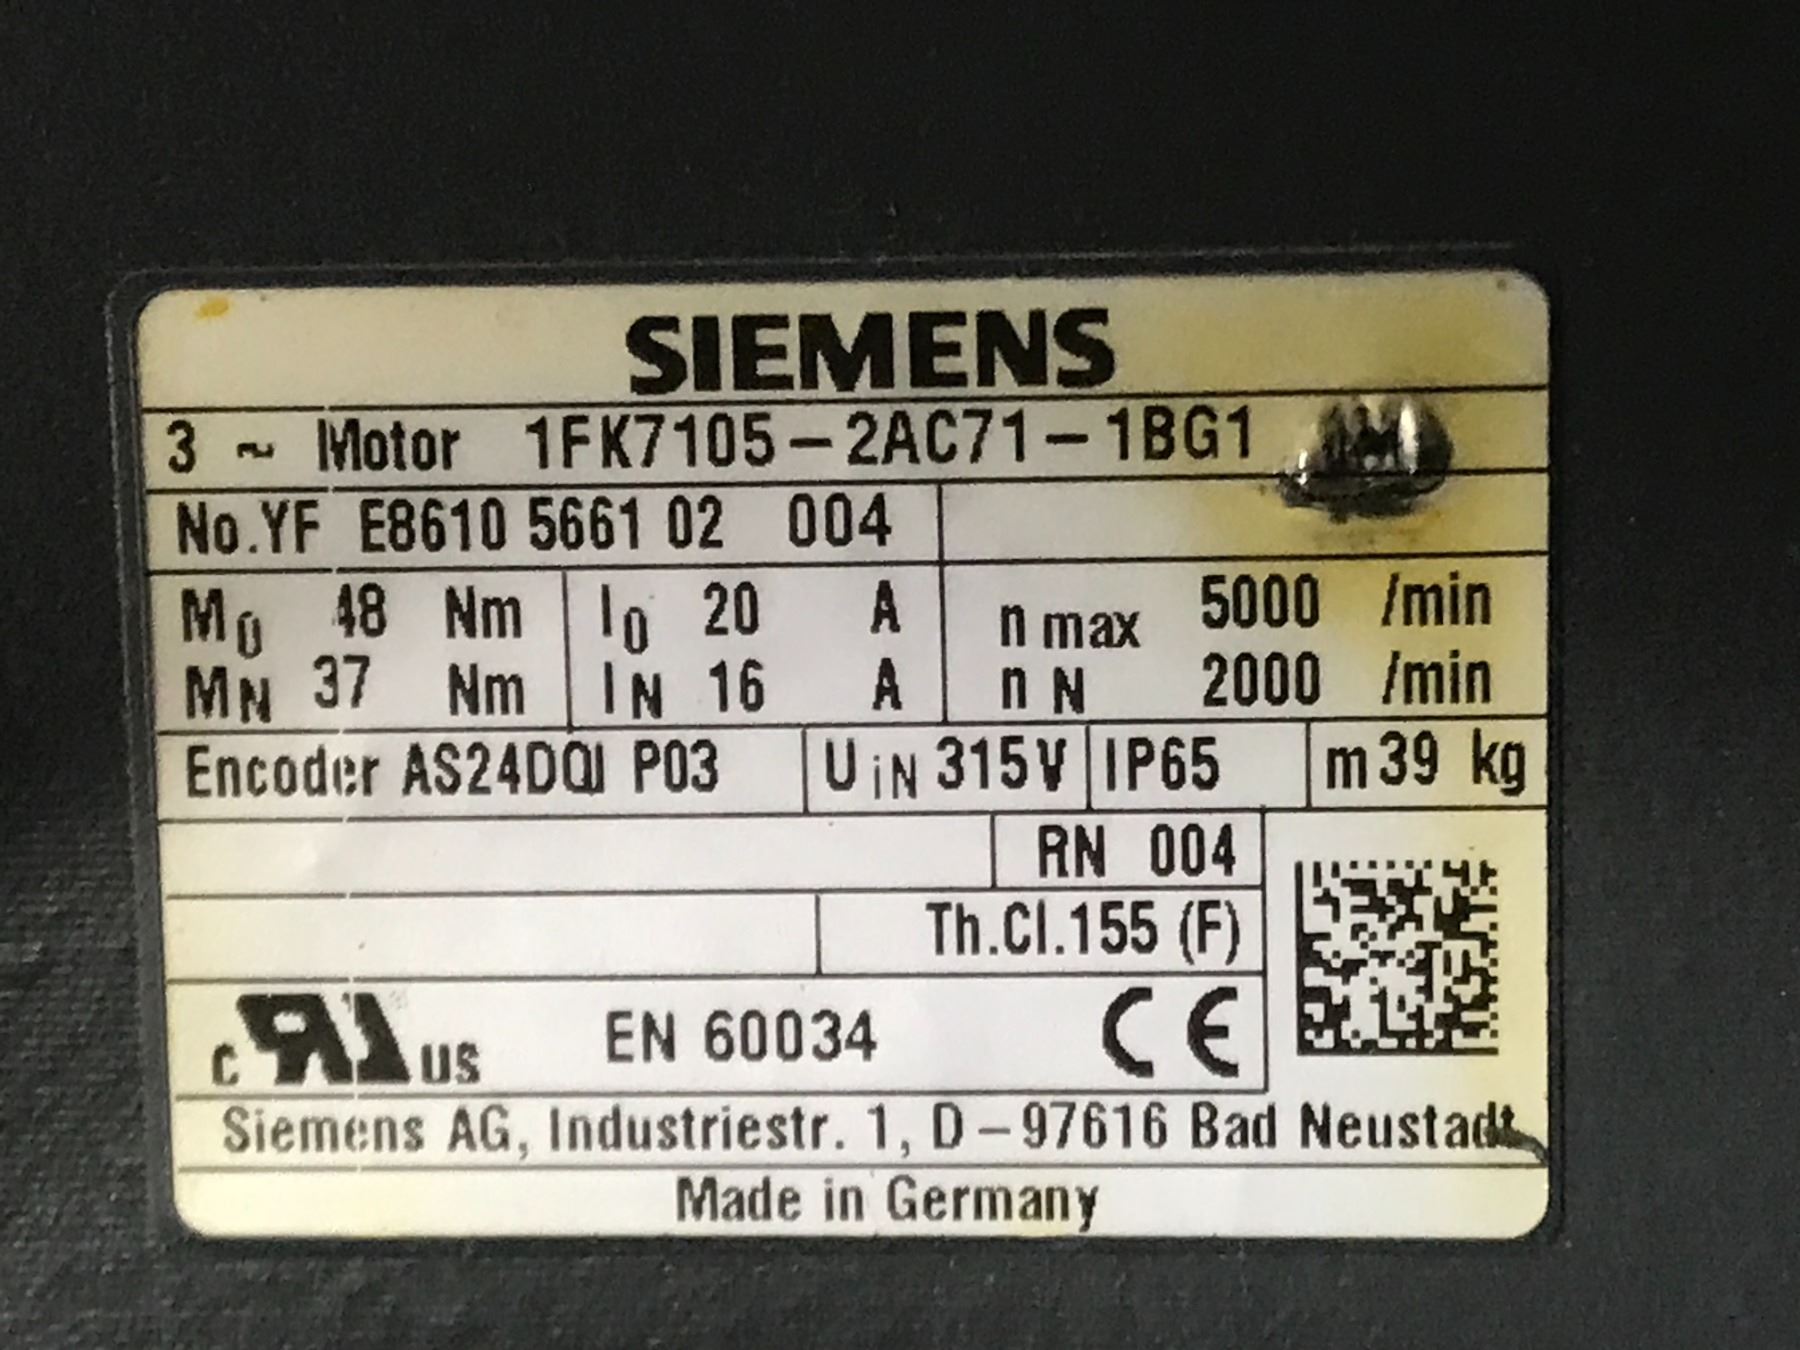 SIEMENS
3 ~ Motor 1FK7105-2AC71-1BG1
No.YF E8610 5661 02 004
M0 48 Nm I0 20 A n max 5000 /min
MN 37 Nm IN 16 A n N 2000 /min
Encoder AS24DQI P03 UiN 315V IP65 m 39 kg
RN 004
Th.Cl.155 (F)
c RU us EN 60034 CE
Siemens AG, Industriestr. 1, D-97616 Bad Neustadt
Made in Germany